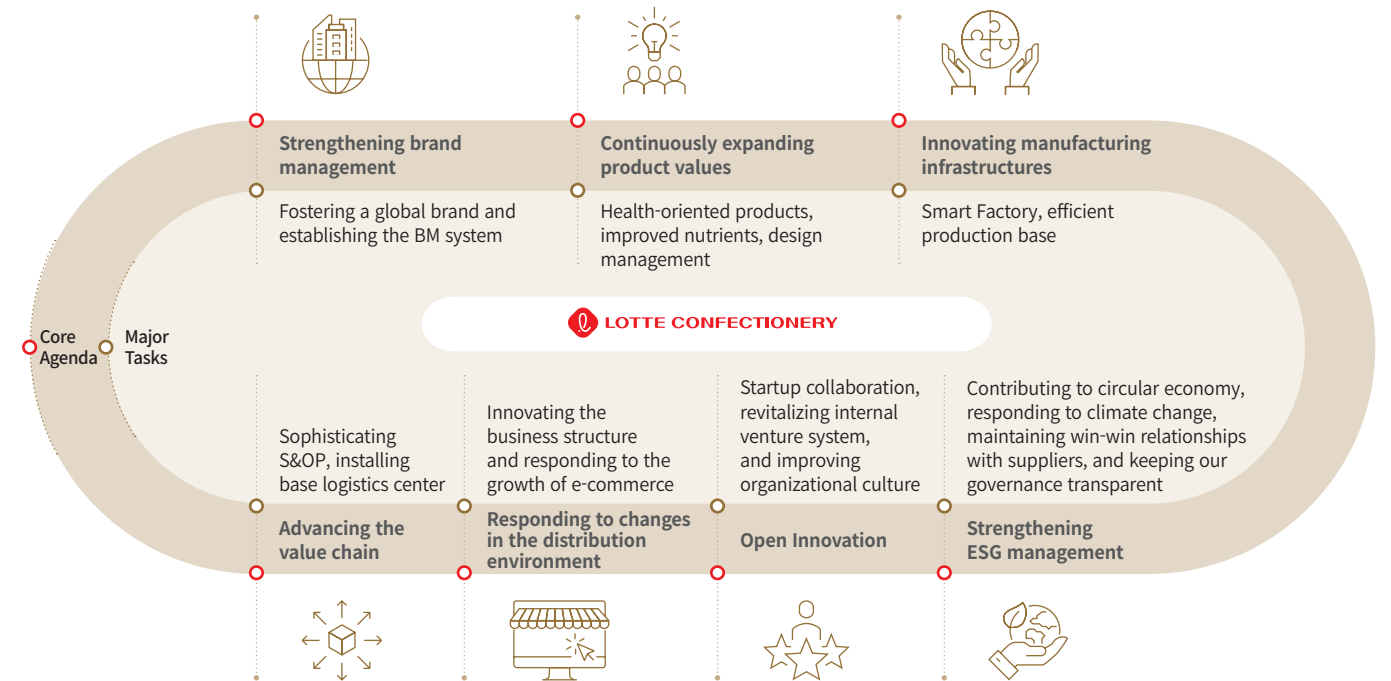 Strengthening brand
management
Fostering a global brand and
establishing the BM system
Continuously expanding
product values
Health-oriented products,
improved nutrients, design
management
Innovating manufacturing
infrastructures
Smart Factory, efficient
production base
LOTTE CONFECTIONERY
Core
Agenda
Major
Tasks
Sophisticating
S&OP, installing
base logistics center
Advancing the
value chain
Innovating the
business structure
and responding to the
growth of e-commerce
Responding to changes
in the distribution
environment
Startup collaboration,
revitalizing internal
venture system,
and improving
organizational culture
Open Innovation
Contributing to circular economy,
responding to climate change,
maintaining win-win relationships
with suppliers, and keeping our
governance transparent
Strengthening
ESG management